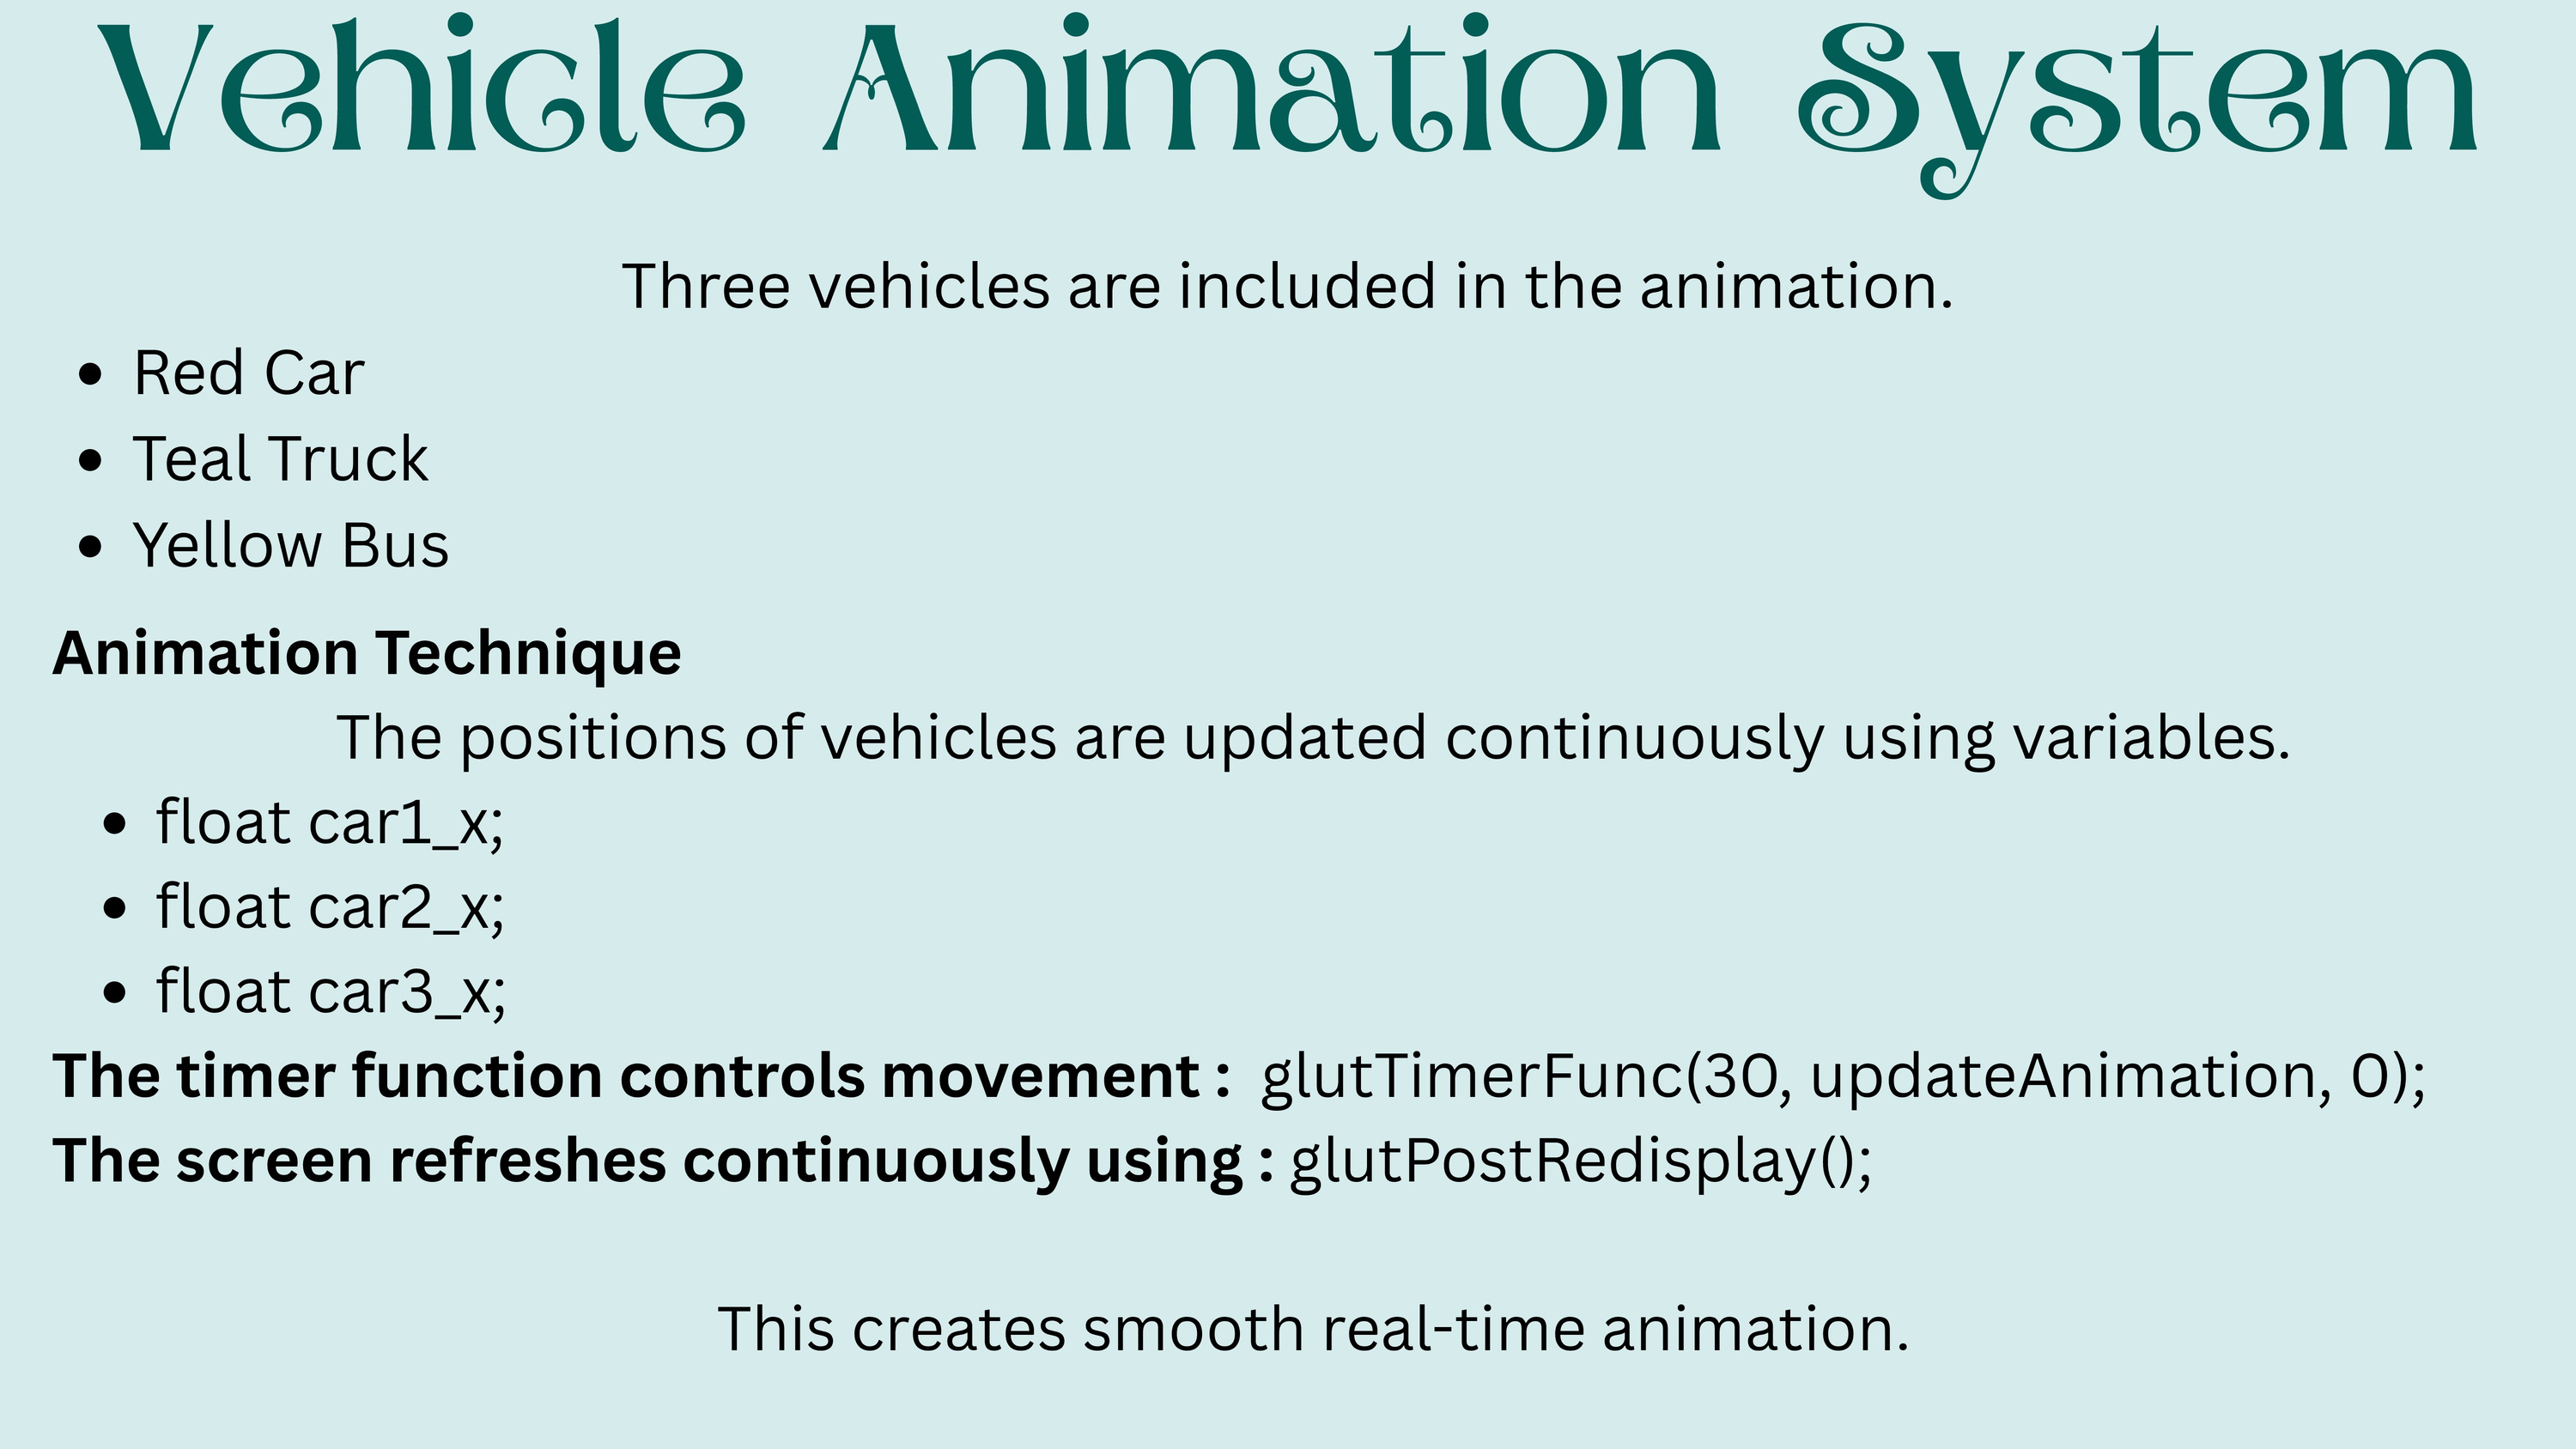 Vehicle Animation System
Three vehicles are included in the animation.
• Red Car
• Teal Truck
• Yellow Bus
Animation Technique
The positions of vehicles are updated continuously using variables.
• float car1_x;
• float car2_x;
• float car3_x;
The timer function controls movement : glutTimerFunc(30, updateAnimation, 0);
The screen refreshes continuously using : glutPostRedisplay();
This creates smooth real-time animation.